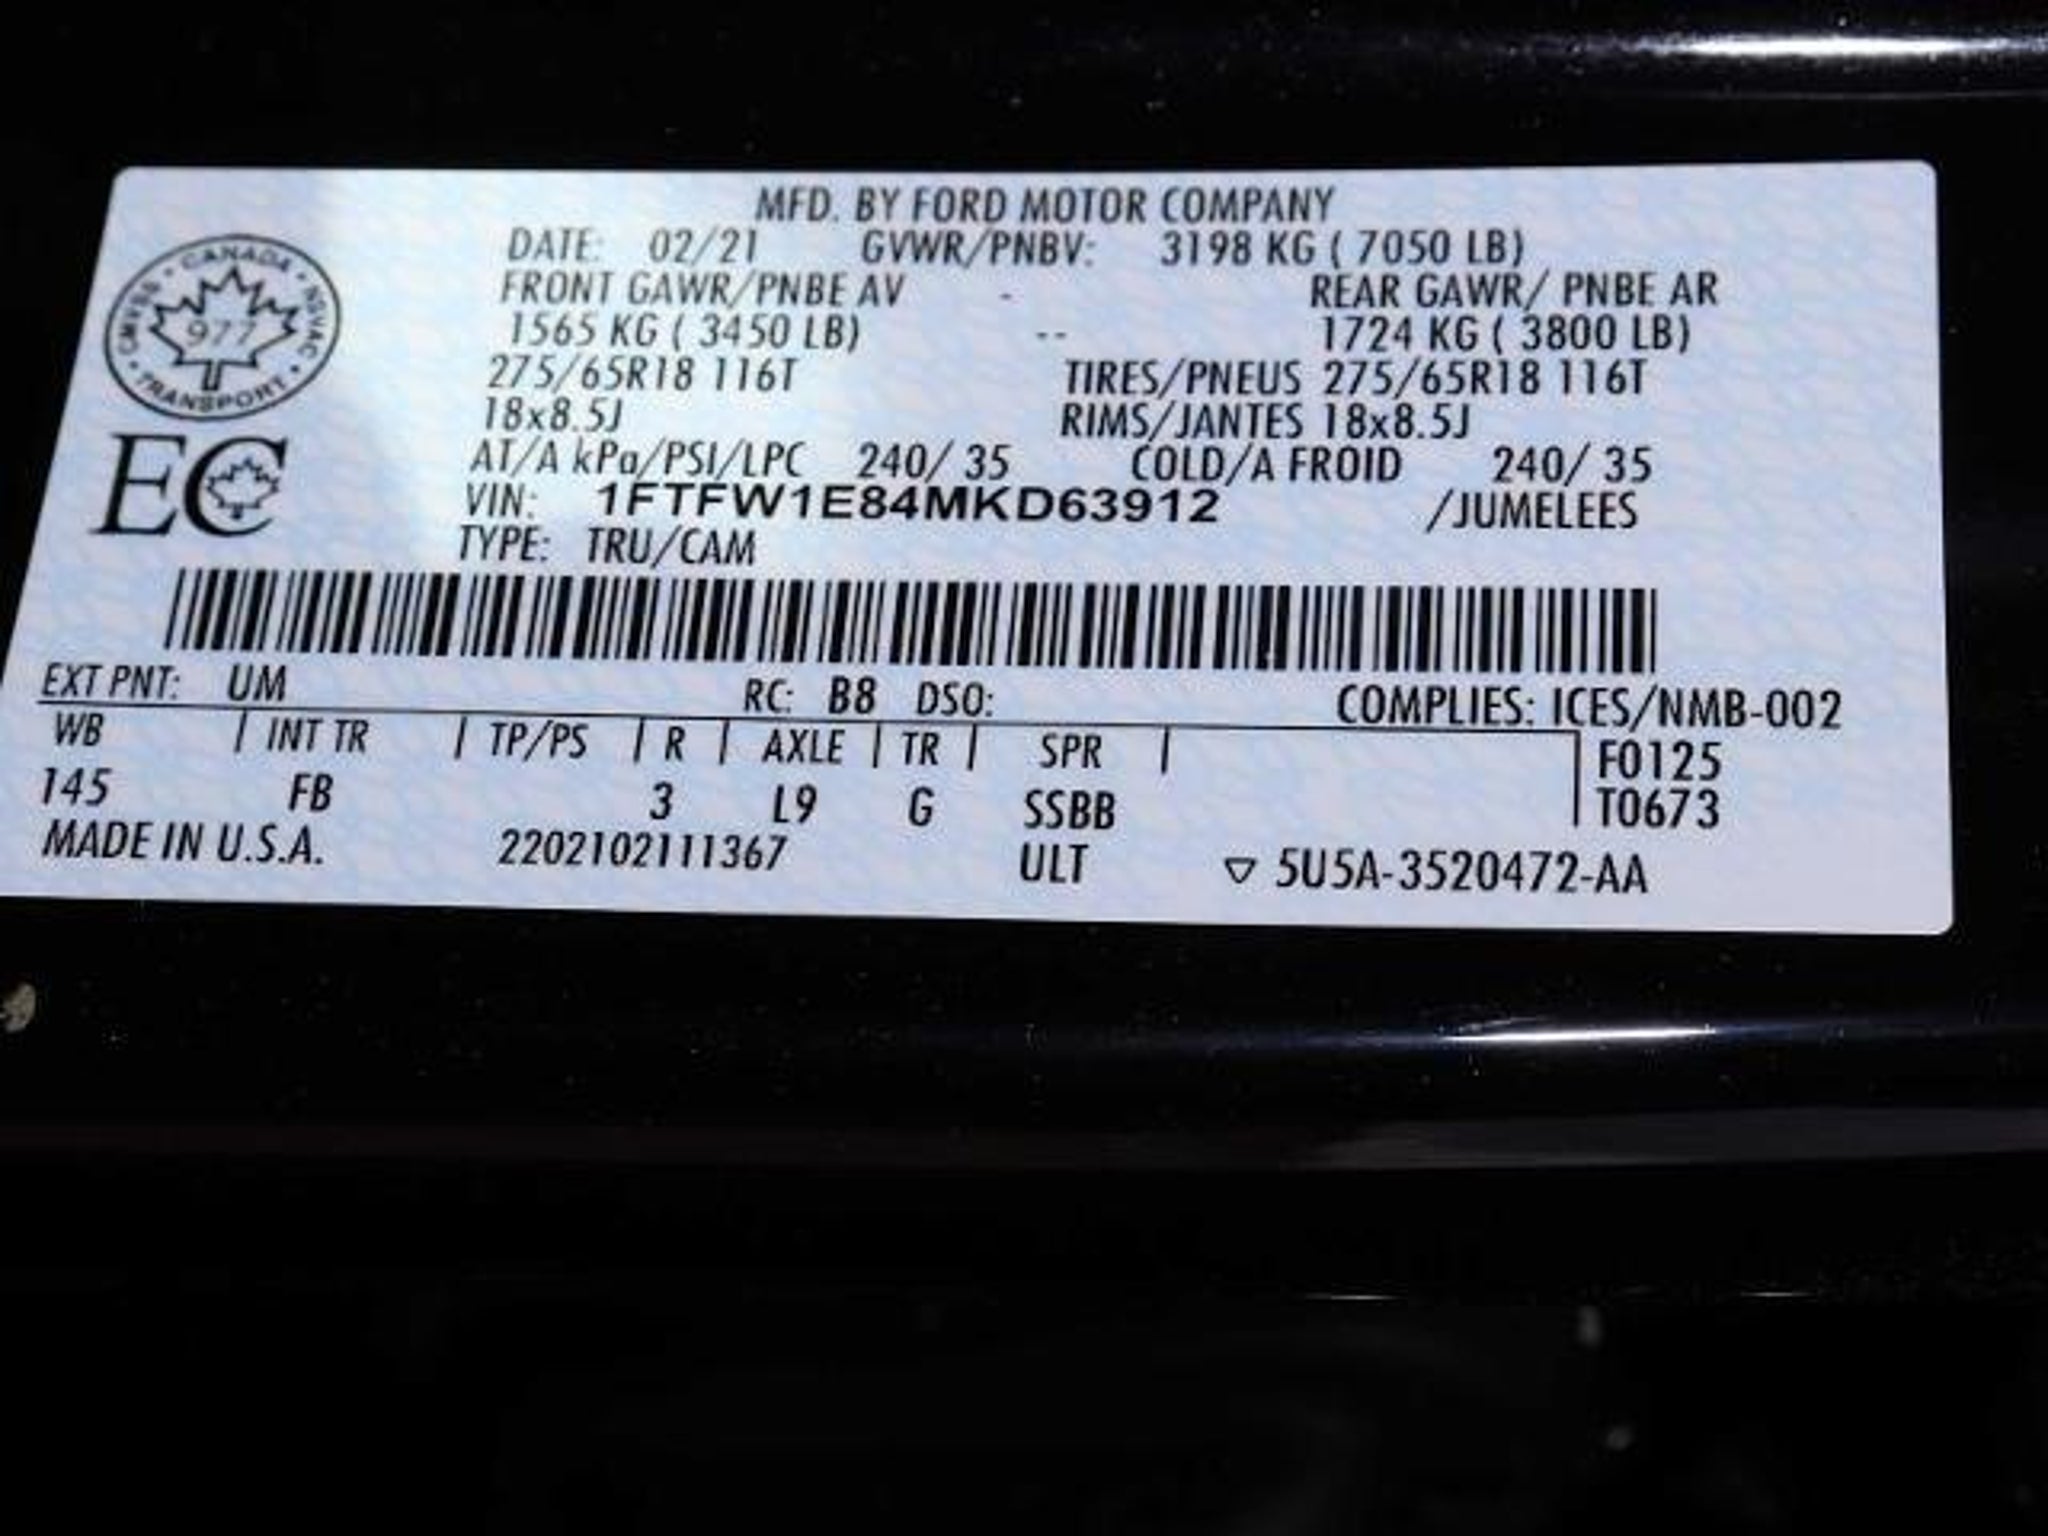 MFD. BY FORD MOTOR COMPANY
DATE: 02/21 GVWR/PNBV: 3198 KG ( 7050 LB)
FRONT GAWR/PNBE AV - REAR GAWR/ PNBE AR
1565 KG ( 3450 LB) -- 1724 KG ( 3800 LB)
275/65R18 116T TIRES/PNEUS 275/65R18 116T
18x8.5J RIMS/JANTES 18x8.5J
AT/A kPa/PSI/LPC 240/ 35 COLD/A FROID 240/ 35
VIN: 1FTFW1E84MKD63912 /JUMELEES
TYPE: TRU/CAM
CANADA
CMVSS 977 NSVAC
TRANSPORT
EC
EXT PNT: UM RC: B8 DSO: COMPLIES: ICES/NMB-002
WB | INT TR | TP/PS | R | AXLE | TR | SPR | F0125
145 FB 3 L9 G SSBB T0673
MADE IN U.S.A. 2202102111367 ULT ▽ 5U5A-3520472-AA